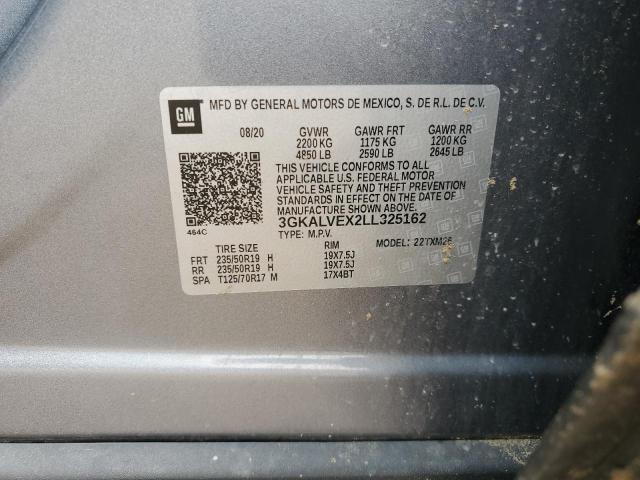 GM
MFD BY GENERAL MOTORS DE MEXICO, S. DE R.L. DE C.V.
08/20 GVWR GAWR FRT GAWR RR
2200 KG 1175 KG 1200 KG
4850 LB 2590 LB 2645 LB
THIS VEHICLE CONFORMS TO ALL
APPLICABLE U.S. FEDERAL MOTOR
VEHICLE SAFETY AND THEFT PREVENTION
STANDARDS IN EFFECT ON THE DATE OF
MANUFACTURE SHOWN ABOVE.
3GKALVEX2LL325162
464C
TYPE: M.P.V. MODEL: 22TXM26
TIRE SIZE RIM
FRT 235/50R19 H 19X7.5J
RR 235/50R19 H 19X7.5J
SPA T125/70R17 M 17X4BT